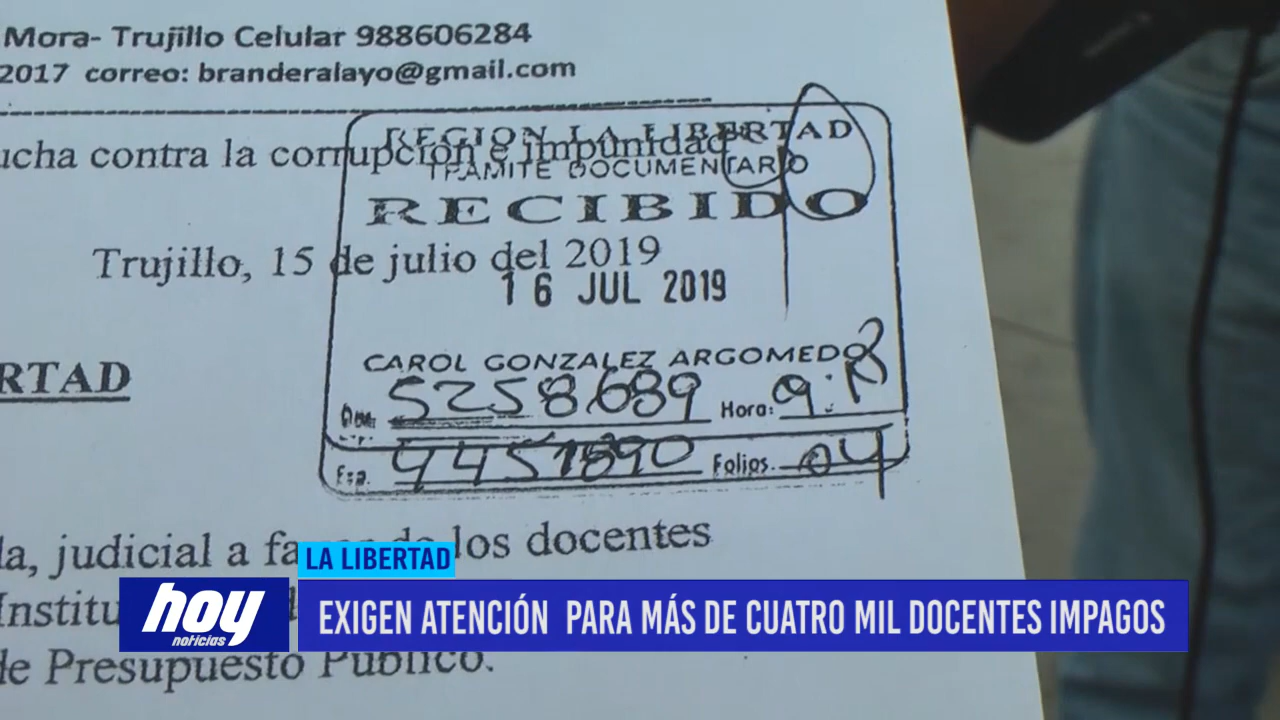 Mora- Trujillo Celular 988606284
2017 correo: branderalayo@gmail.com
ucha contra la corrupción e impunidad"
REGION LA LIBERTAD
TRAMITE DOCUMENTARIO
RECIBIDO
Trujillo, 15 de julio del 2019
16 JUL 2019
CAROL GONZALEZ ARGOMEDO
RTAD
5258689 Hora: 9:
Exp. 4451890 Folios. 04
la, judicial a favor de los docentes
LA LIBERTAD
Institu
hoy
noticias
EXIGEN ATENCIÓN PARA MÁS DE CUATRO MIL DOCENTES IMPAGOS
de Presupuesto Público.